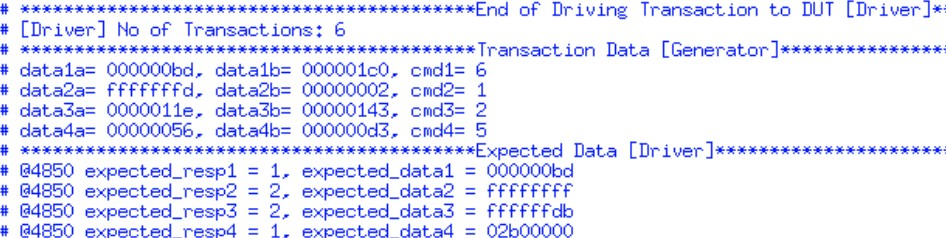 # *******************************************End of Driving Transaction to DUT [Driver]**
# [Driver] No of Transactions: 6
# *******************************************Transaction Data [Generator]****************
# data1a= 000000bd, data1b= 000001c0, cmd1= 6
# data2a= fffffffd, data2b= 00000002, cmd2= 1
# data3a= 0000011e, data3b= 00000143, cmd3= 2
# data4a= 00000056, data4b= 000000d3, cmd4= 5
# *******************************************Expected Data [Driver]**********************
# @4850 expected_resp1 = 1, expected_data1 = 000000bd
# @4850 expected_resp2 = 2, expected_data2 = ffffffff
# @4850 expected_resp3 = 2, expected_data3 = ffffffdb
# @4850 expected_resp4 = 1, expected_data4 = 02b00000